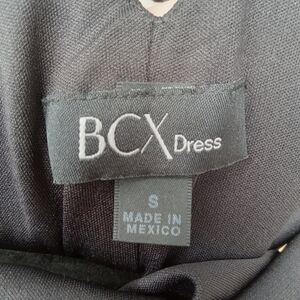 BCX Dress
S
MADE IN
MEXICO